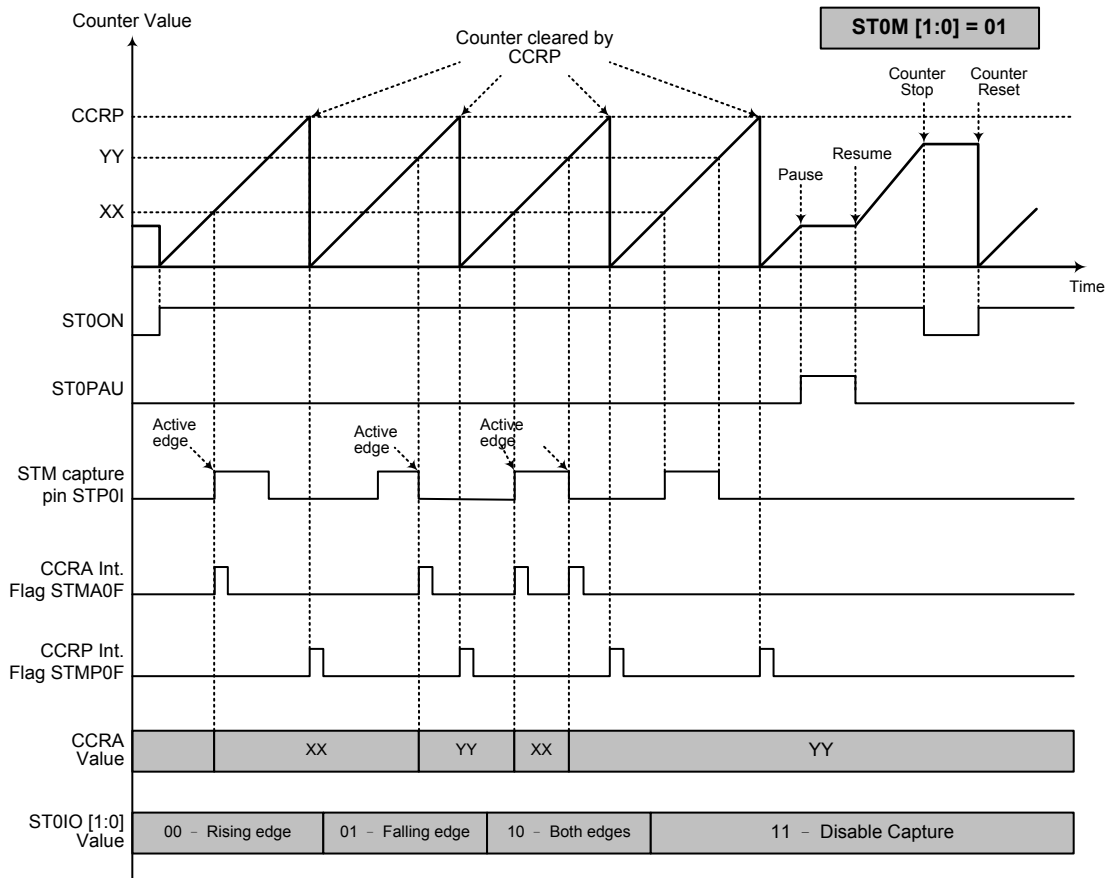 Counter Value
ST0M [1:0] = 01
Counter cleared by
CCRP
Counter
Stop
Counter
Reset
CCRP
YY
Resume
Pause
XX
Time
ST0ON
ST0PAU
Active
edge
Active
edge
Active
edge
STM capture
pin STP0I
CCRA Int.
Flag STMA0F
CCRP Int.
Flag STMP0F
CCRA
Value
XX
YY
XX
YY
ST0IO [1:0]
Value
00 – Rising edge
01 – Falling edge
10 – Both edges
11 – Disable Capture